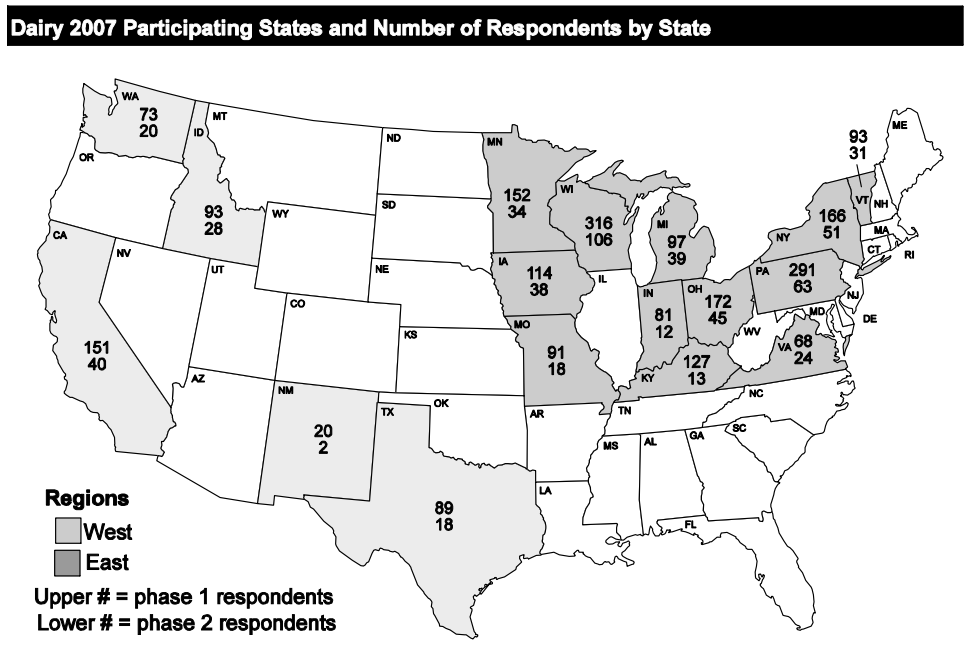 Dairy 2007 Participating States and Number of Respondents by State
WA
73
20
ID
93
28
MT
OR
ND
MN
152
34
WI
316
106
MI
97
39
93
31
VT
ME
NH
NY
166
51
MA
CT
RI
SD
WY
CA
151
40
NV
UT
NE
IA
114
38
IL
IN
81
12
OH
172
45
PA
291
63
NJ
MD
DE
WV
VA
68
24
CO
KS
MO
91
18
KY
127
13
AZ
NM
20
2
TX
89
18
OK
AR
TN
NC
SC
MS
AL
GA
LA
FL
Regions
West
East
Upper # = phase 1 respondents
Lower # = phase 2 respondents